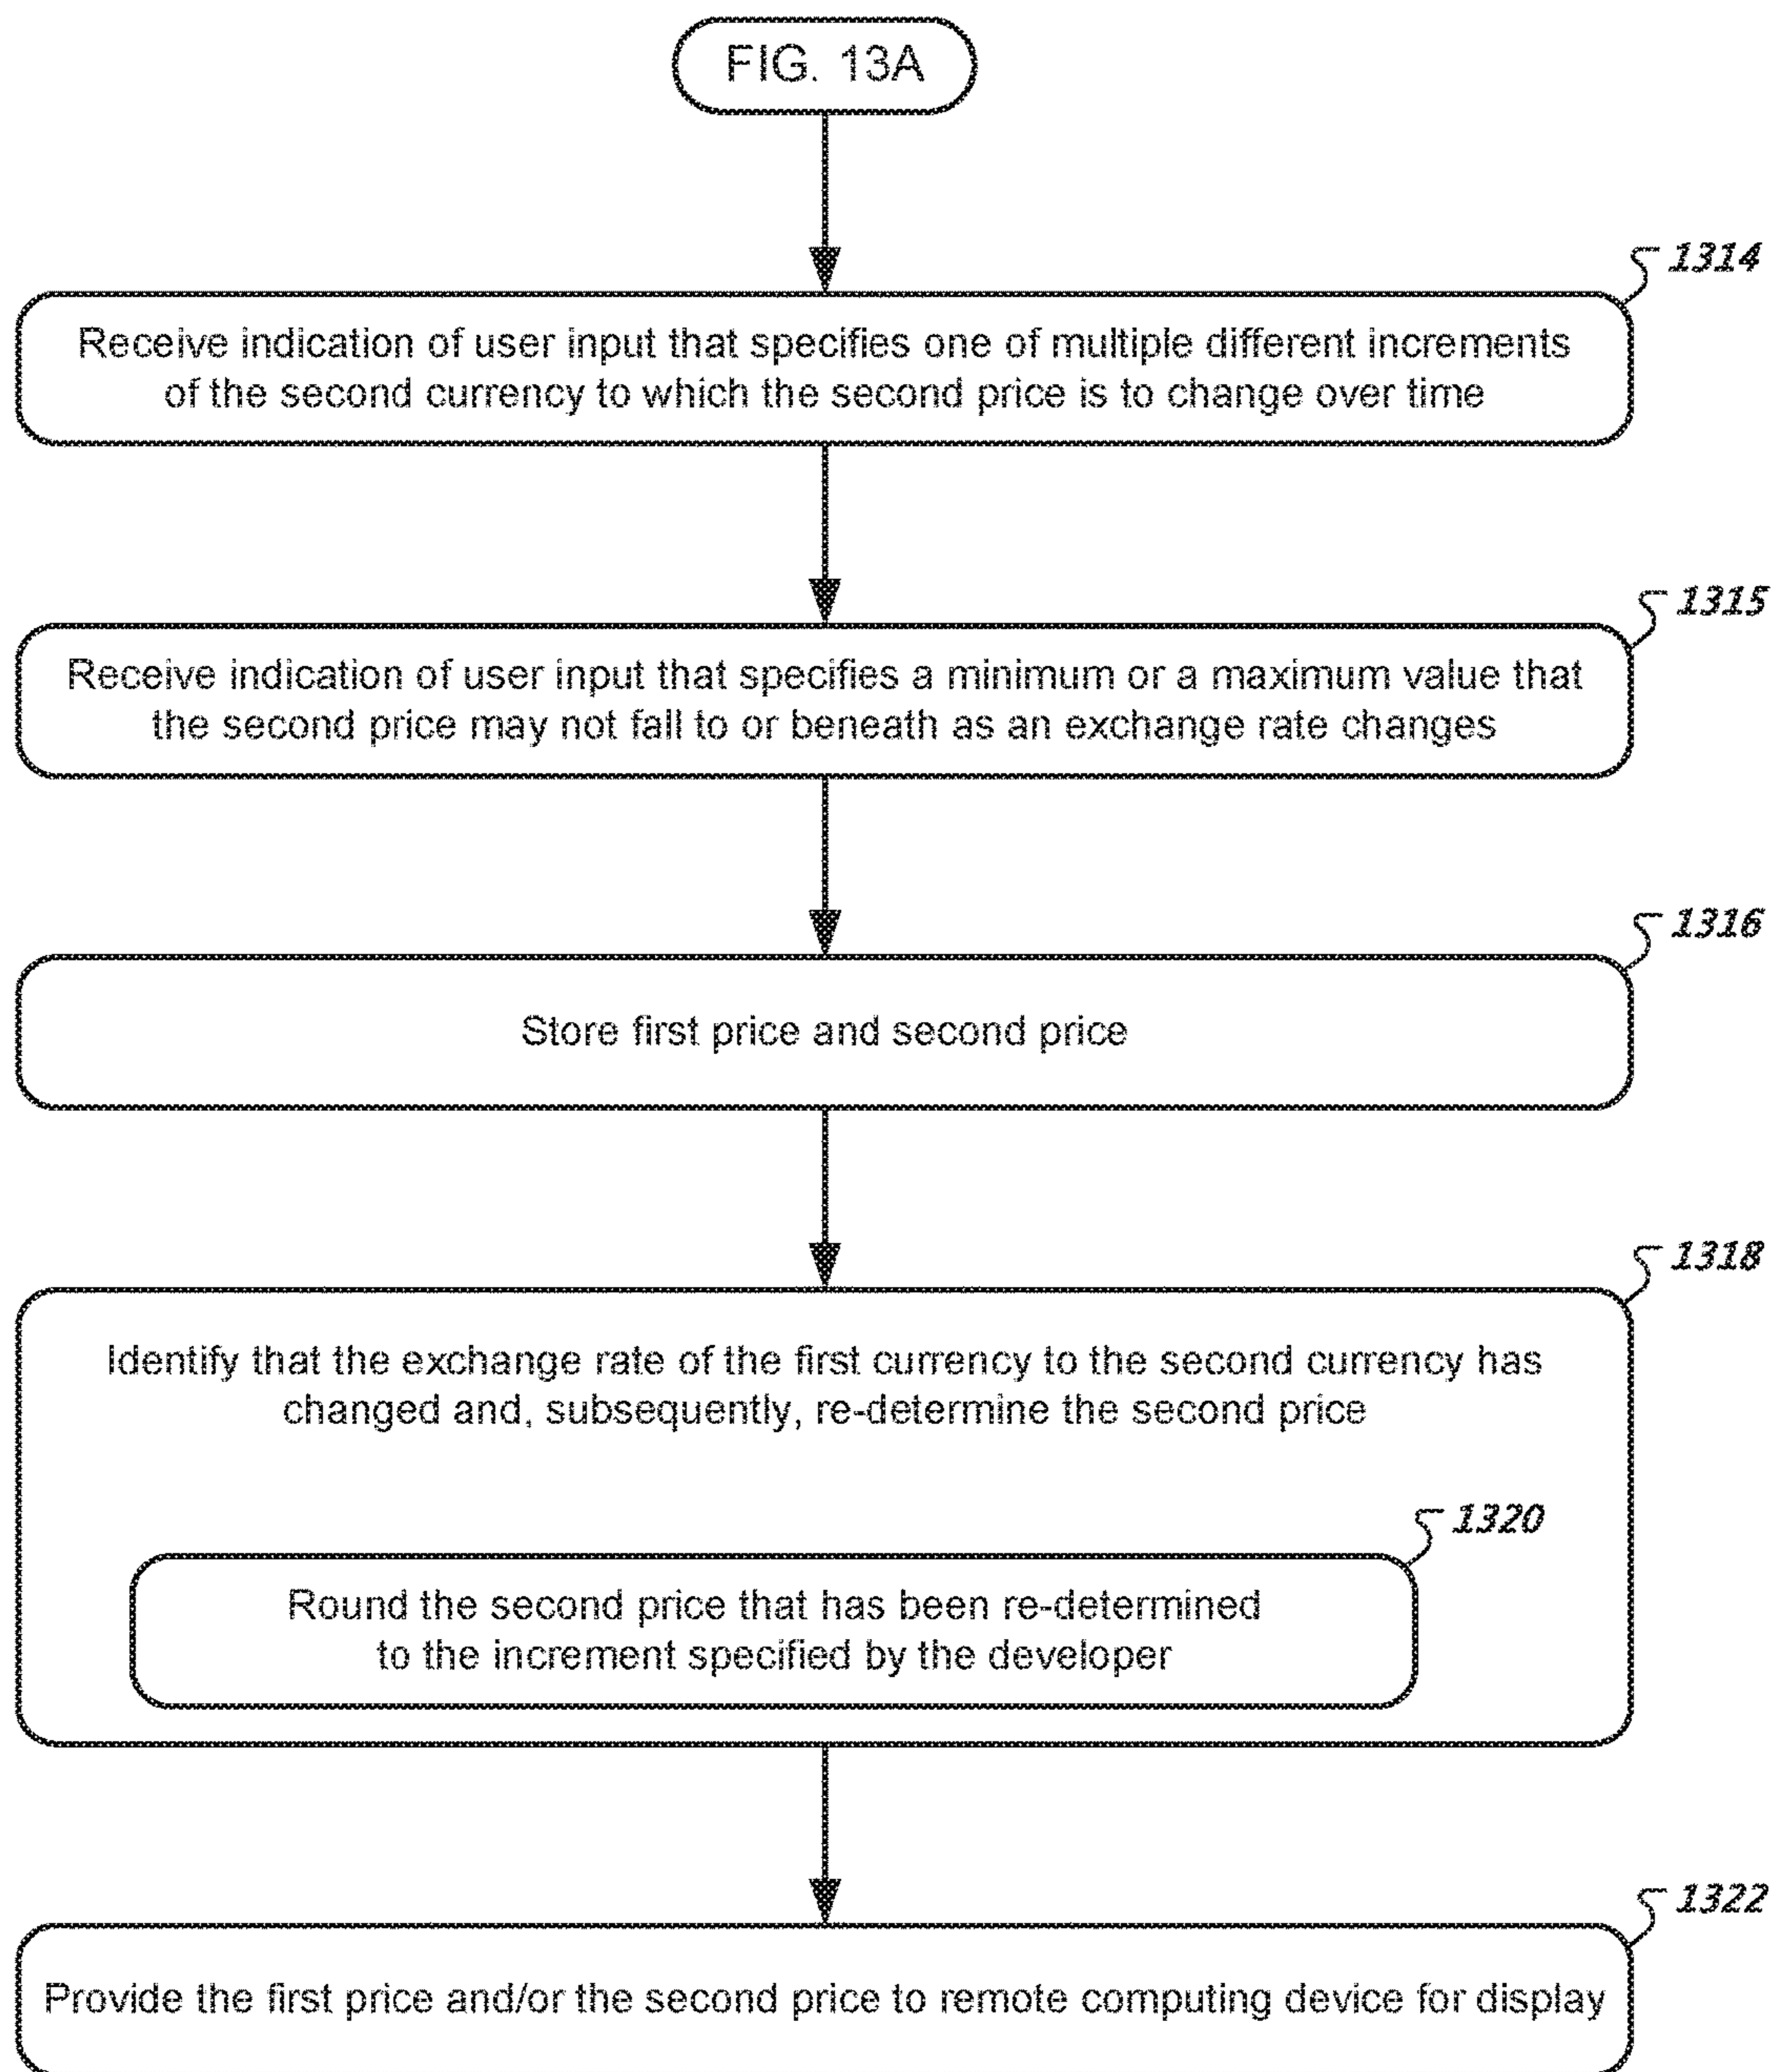 FIG. 13A
1314
Receive indication of user input that specifies one of multiple different increments
of the second currency to which the second price is to change over time
1315
Receive indication of user input that specifies a minimum or a maximum value that
the second price may not fall to or beneath as an exchange rate changes
1316
Store first price and second price
1318
Identify that the exchange rate of the first currency to the second currency has
changed and, subsequently, re-determine the second price
1320
Round the second price that has been re-determined
to the increment specified by the developer
1322
Provide the first price and/or the second price to remote computing device for display